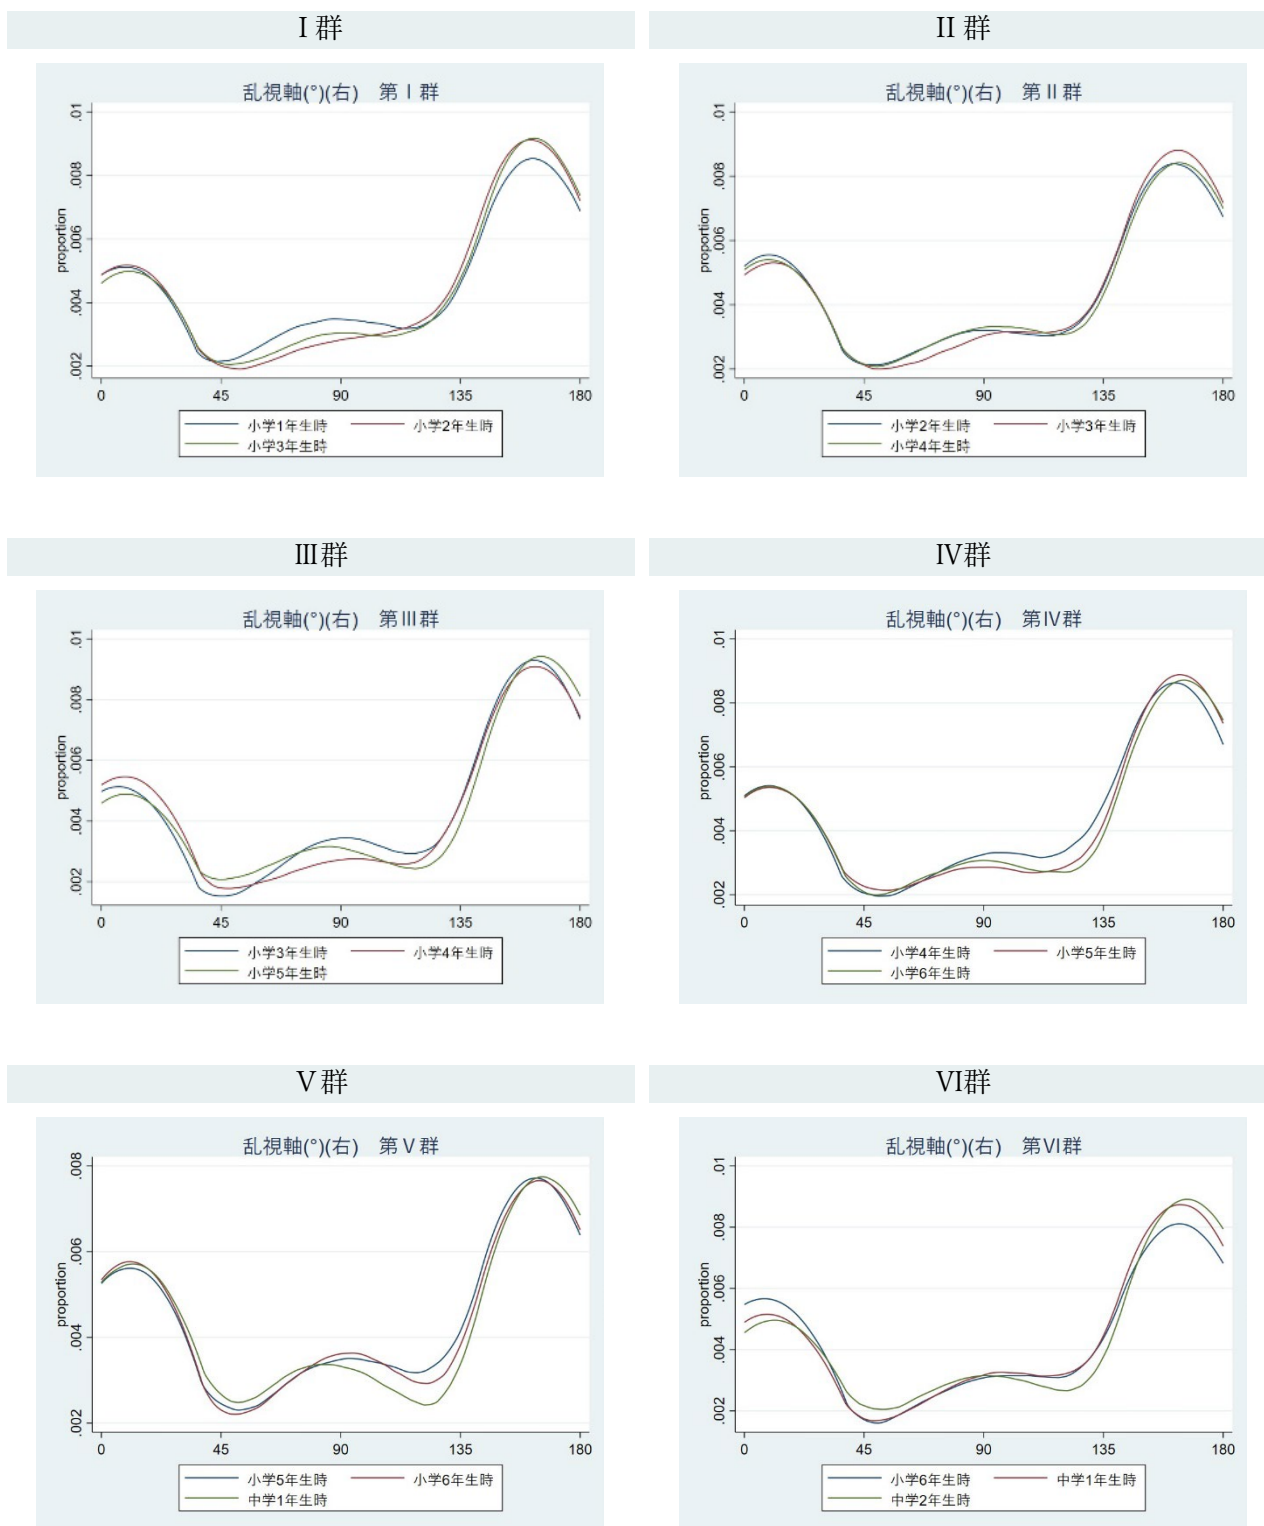 I 群
乱視軸(°)(右) 第Ⅰ群
.01
.008
.006
.004
.002
proportion
0 45 90 135 180
小学1年生時 小学2年生時
小学3年生時
II 群
乱視軸(°)(右) 第Ⅱ群
.01
.008
.006
.004
.002
proportion
0 45 90 135 180
小学2年生時 小学3年生時
小学4年生時
Ⅲ群
乱視軸(°)(右) 第Ⅲ群
.01
.008
.006
.004
.002
proportion
0 45 90 135 180
小学3年生時 小学4年生時
小学5年生時
Ⅳ群
乱視軸(°)(右) 第Ⅳ群
.01
.008
.006
.004
.002
proportion
0 45 90 135 180
小学4年生時 小学5年生時
小学6年生時
Ⅴ群
乱視軸(°)(右) 第Ⅴ群
.008
.006
.004
.002
proportion
0 45 90 135 180
小学5年生時 小学6年生時
中学1年生時
Ⅵ群
乱視軸(°)(右) 第Ⅵ群
.01
.008
.006
.004
.002
proportion
0 45 90 135 180
小学6年生時 中学1年生時
中学2年生時